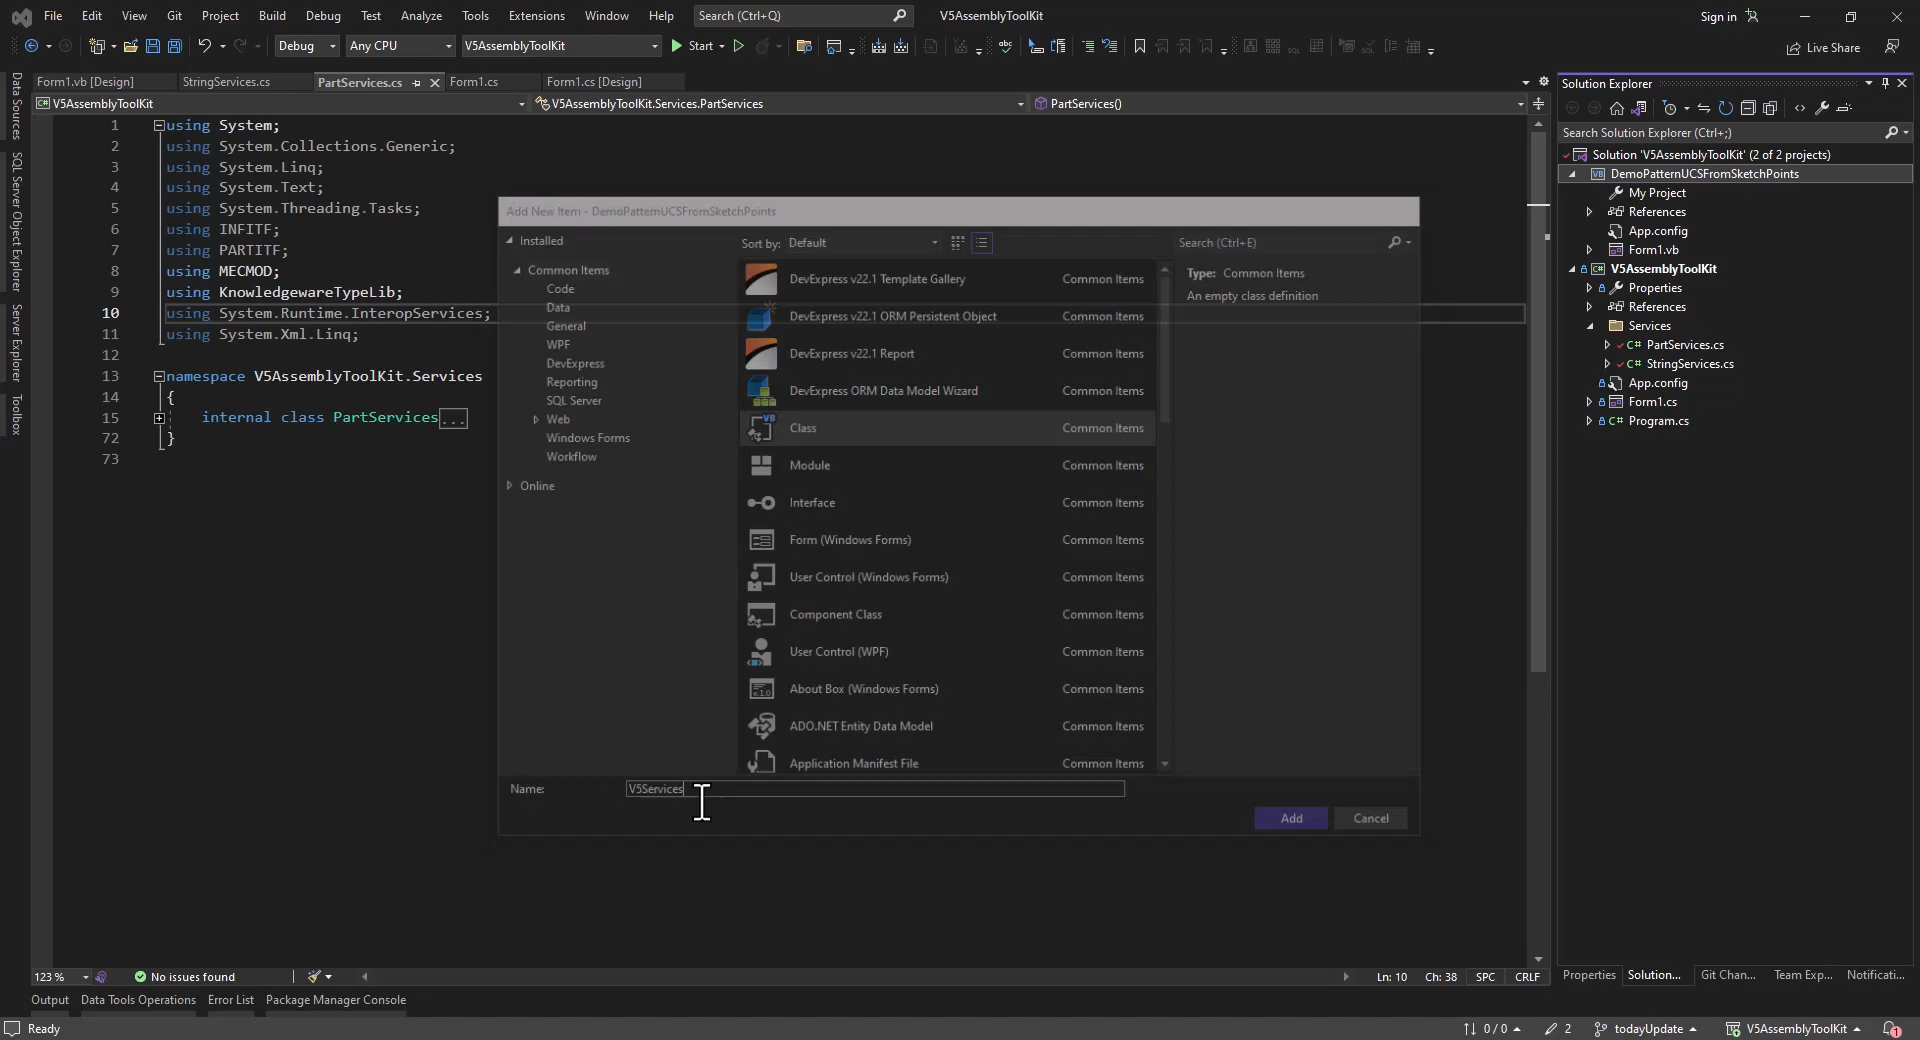 File Edit View Git Project Build Debug Test Analyze Tools Extensions Window Help Search (Ctrl+Q) V5AssemblyToolKit Sign in
Debug Any CPU V5AssemblyToolKit Start Live Share
Form1.vb [Design] StringServices.cs PartServices.cs Form1.cs Form1.cs [Design]
V5AssemblyToolKit V5AssemblyToolKit.Services.PartServices PartServices()
Data Sources
SQL Server Object Explorer
Server Explorer
Toolbox
1 using System;
2 using System.Collections.Generic;
3 using System.Linq;
4 using System.Text;
5 using System.Threading.Tasks;
6 using INFITF;
7 using PARTITF;
8 using MECMOD;
9 using KnowledgewareTypeLib;
10 using System.Runtime.InteropServices;
11 using System.Xml.Linq;
12
13 namespace V5AssemblyToolKit.Services
14 {
15 internal class PartServices...
72 }
73
Add New Item - DemoPatternUCSFromSketchPoints
Installed
Common Items
Code
Data
General
WPF
DevExpress
Reporting
SQL Server
Web
Windows Forms
Workflow
Online
Sort by: Default
Search (Ctrl+E)
DevExpress v22.1 Template Gallery Common Items
DevExpress v22.1 ORM Persistent Object Common Items
DevExpress v22.1 Report Common Items
DevExpress ORM Data Model Wizard Common Items
VB Class Common Items
Module Common Items
Interface Common Items
Form (Windows Forms) Common Items
User Control (Windows Forms) Common Items
Component Class Common Items
User Control (WPF) Common Items
About Box (Windows Forms) Common Items
ADO.NET Entity Data Model Common Items
Application Manifest File Common Items
Type: Common Items
An empty class definition
Name: V5Services
Add Cancel
Solution Explorer
Search Solution Explorer (Ctrl+;)
Solution 'V5AssemblyToolKit' (2 of 2 projects)
VB DemoPatternUCSFromSketchPoints
My Project
References
App.config
Form1.vb
C# V5AssemblyToolKit
Properties
References
Services
C# PartServices.cs
C# StringServices.cs
App.config
Form1.cs
C# Program.cs
Properties Solution... Git Chan... Team Exp... Notificati...
123 % No issues found Ln: 10 Ch: 38 SPC CRLF
Output Data Tools Operations Error List Package Manager Console
Ready 0 / 0 2 todayUpdate V5AssemblyToolKit 1